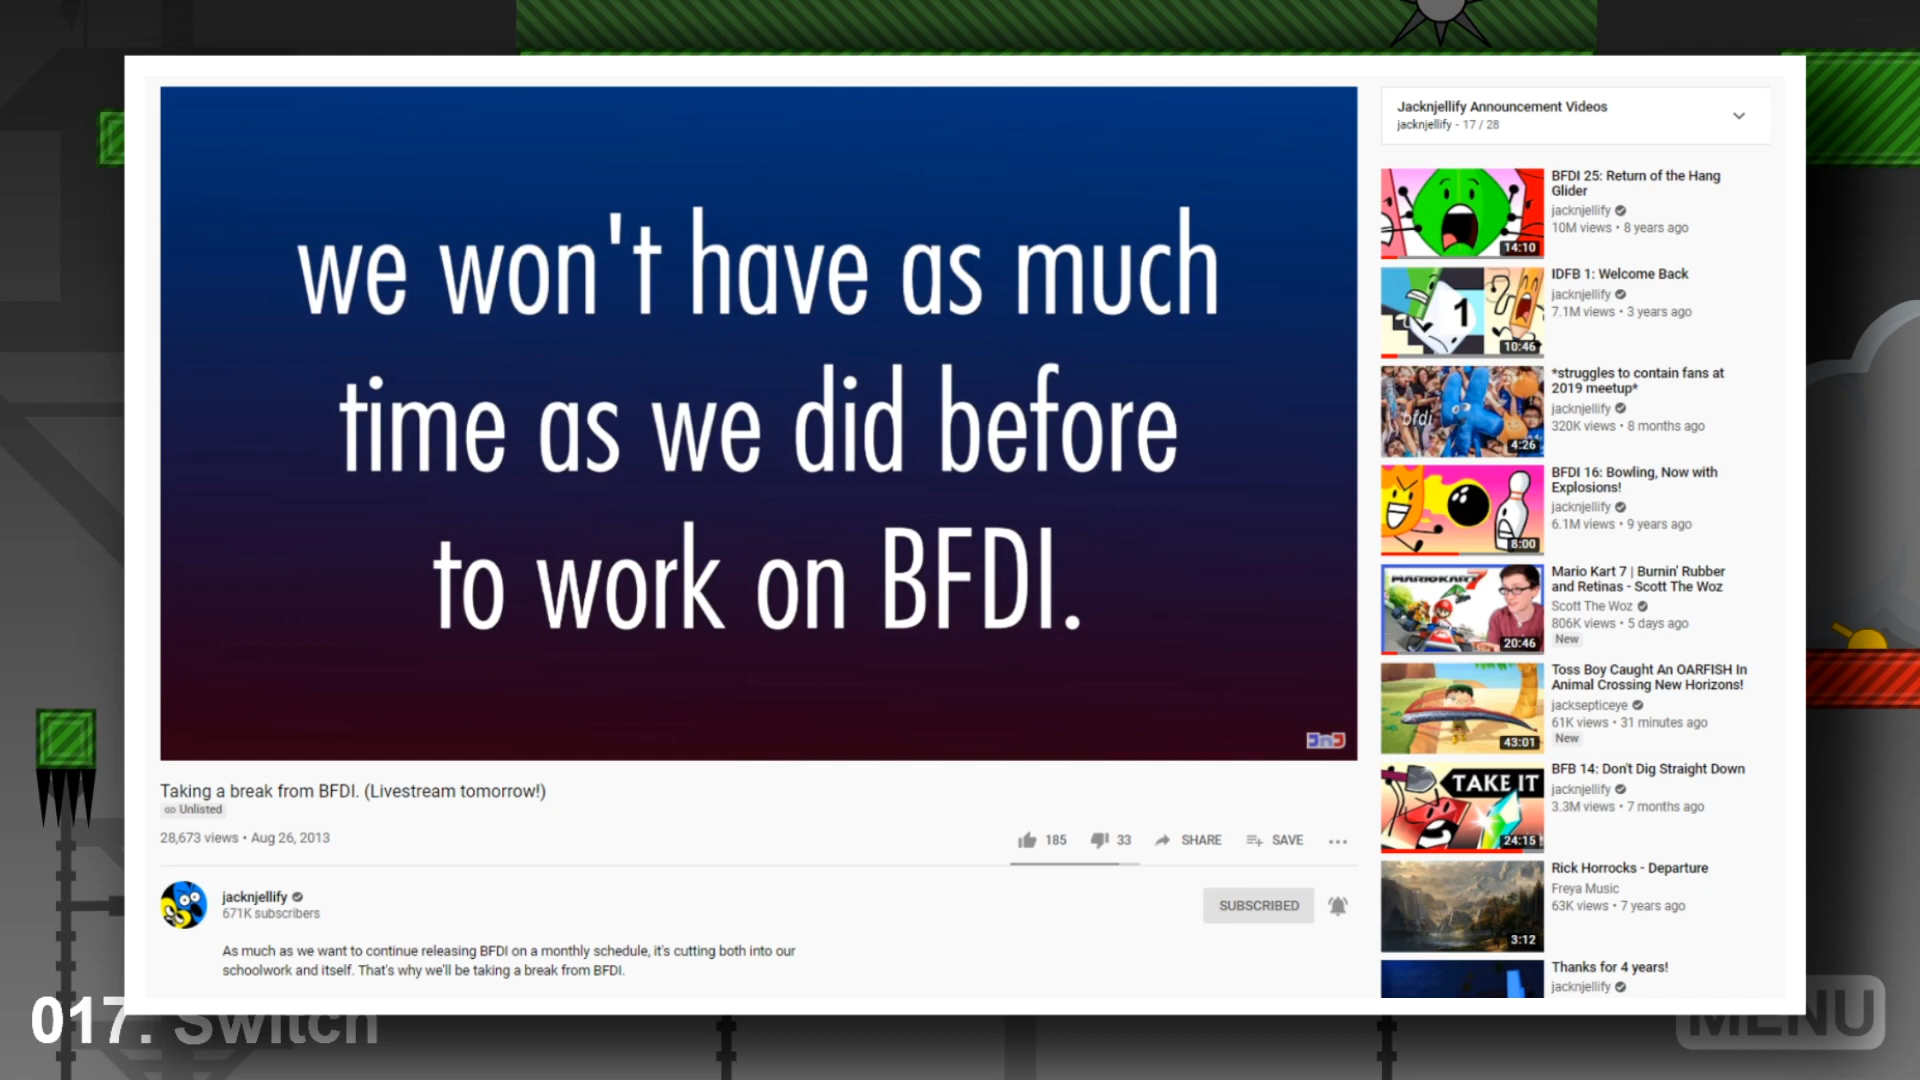 we won't have as much
time as we did before
to work on BFDI.
JnJ
Taking a break from BFDI. (Livestream tomorrow!)
Unlisted
28,673 views • Aug 26, 2013
185
33
SHARE
SAVE
jacknjellify
671K subscribers
SUBSCRIBED
As much as we want to continue releasing BFDI on a monthly schedule, it's cutting both into our
schoolwork and itself. That's why we'll be taking a break from BFDI.
Jacknjellify Announcement Videos
jacknjellify - 17 / 28
14:10
BFDI 25: Return of the Hang
Glider
jacknjellify
10M views • 8 years ago
1
10:46
IDFB 1: Welcome Back
jacknjellify
7.1M views • 3 years ago
bfdi
4:26
*struggles to contain fans at
2019 meetup*
jacknjellify
320K views • 8 months ago
8:00
BFDI 16: Bowling, Now with
Explosions!
jacknjellify
6.1M views • 9 years ago
MARIOKART 7
20:46
Mario Kart 7 | Burnin' Rubber
and Retinas - Scott The Woz
Scott The Woz
806K views • 5 days ago
New
43:01
Toss Boy Caught An OARFISH In
Animal Crossing New Horizons!
jacksepticeye
61K views • 31 minutes ago
New
TAKE IT
24:15
BFB 14: Don't Dig Straight Down
jacknjellify
3.3M views • 7 months ago
3:12
Rick Horrocks - Departure
Freya Music
63K views • 7 years ago
Thanks for 4 years!
jacknjellify
017. Switch
MENU